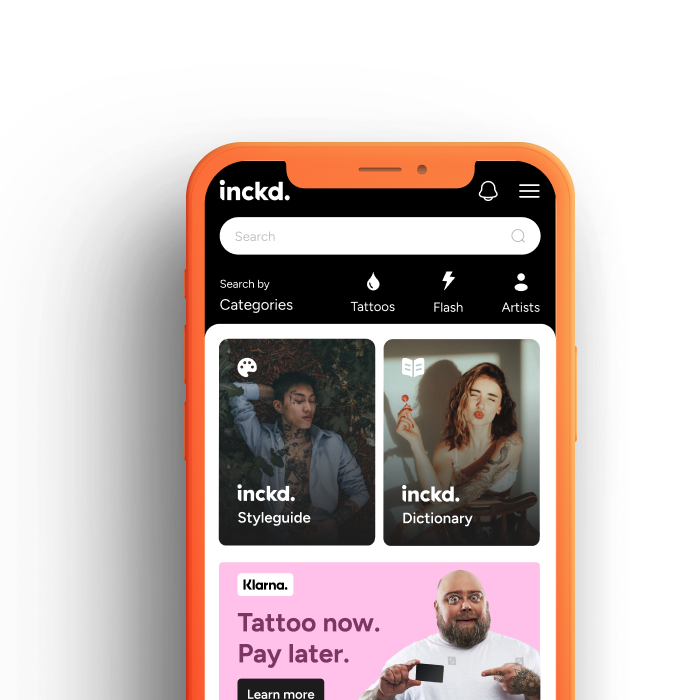 inckd.
Search
Search by
Categories
Tattoos
Flash
Artists
inckd.
Styleguide
inckd.
Dictionary
Klarna.
Tattoo now.
Pay later.
Learn more